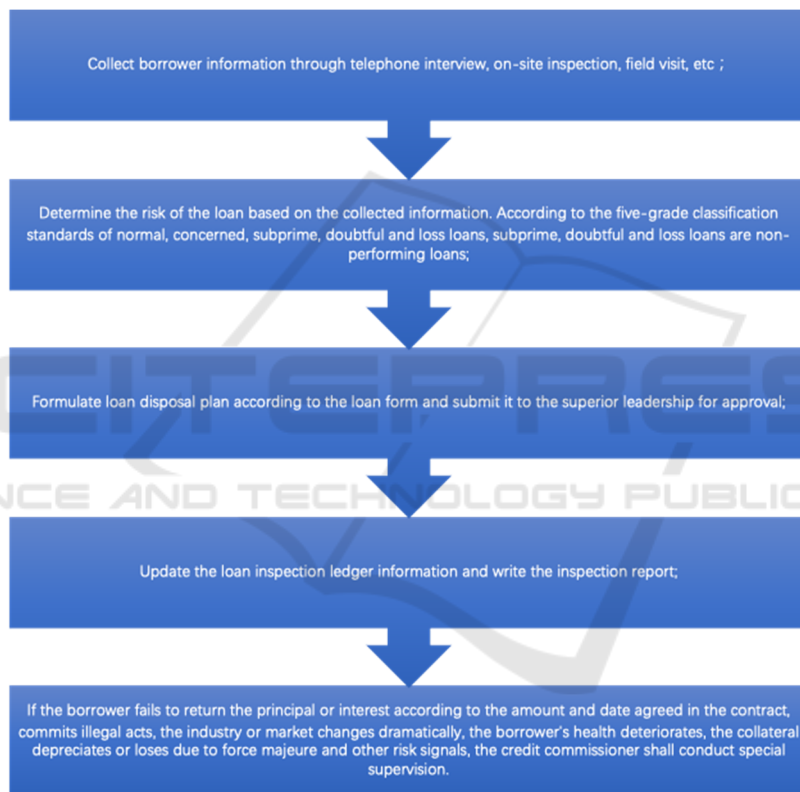 Collect borrower information through telephone interview, on-site inspection, field visit, etc ;
Determine the risk of the loan based on the collected information. According to the five-grade classification
standards of normal, concerned, subprime, doubtful and loss loans, subprime, doubtful and loss loans are non-
performing loans;
Formulate loan disposal plan according to the loan form and submit it to the superior leadership for approval;
CITEPRES
NCE AND TECHNOLOGY PUBLIC
Update the loan inspection ledger information and write the inspection report;
If the borrower fails to return the principal or interest according to the amount and date agreed in the contract,
commits illegal acts, the industry or market changes dramatically, the borrower's health deteriorates, the collateral
depreciates or loses due to force majeure and other risk signals, the credit commissioner shall conduct special
supervision.